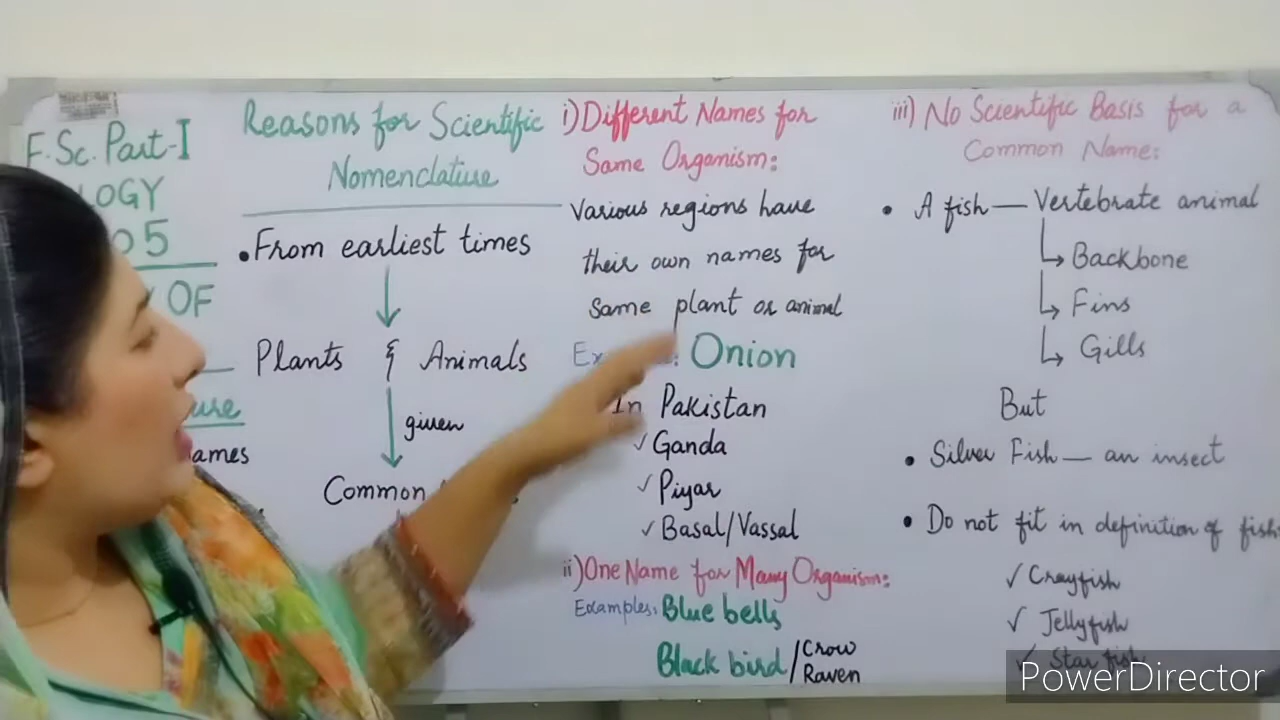 F.Sc. Part-I
LOGY
05
OF
ure
ames
Reasons for Scientific
Nomenclature
• From earliest times
Plants & Animals
given
Common
i) Different Names for
Same Organism:
Various regions have
their own names for
Same plant or animal
Ex : Onion
In Pakistan
✓ Ganda
✓ Piyar
✓ Basal/Vassal
ii) One Name for Many Organism:
Examples: Blue bells
Black bird / Crow
Raven
iii) No Scientific Basis for a
Common Name:
• A fish — Vertebrate animal
Backbone
Fins
Gills
But
• Silver Fish — an insect
• Do not fit in definition of fish
✓ Crayfish
✓ Jellyfish
✓ Star fish
PowerDirector